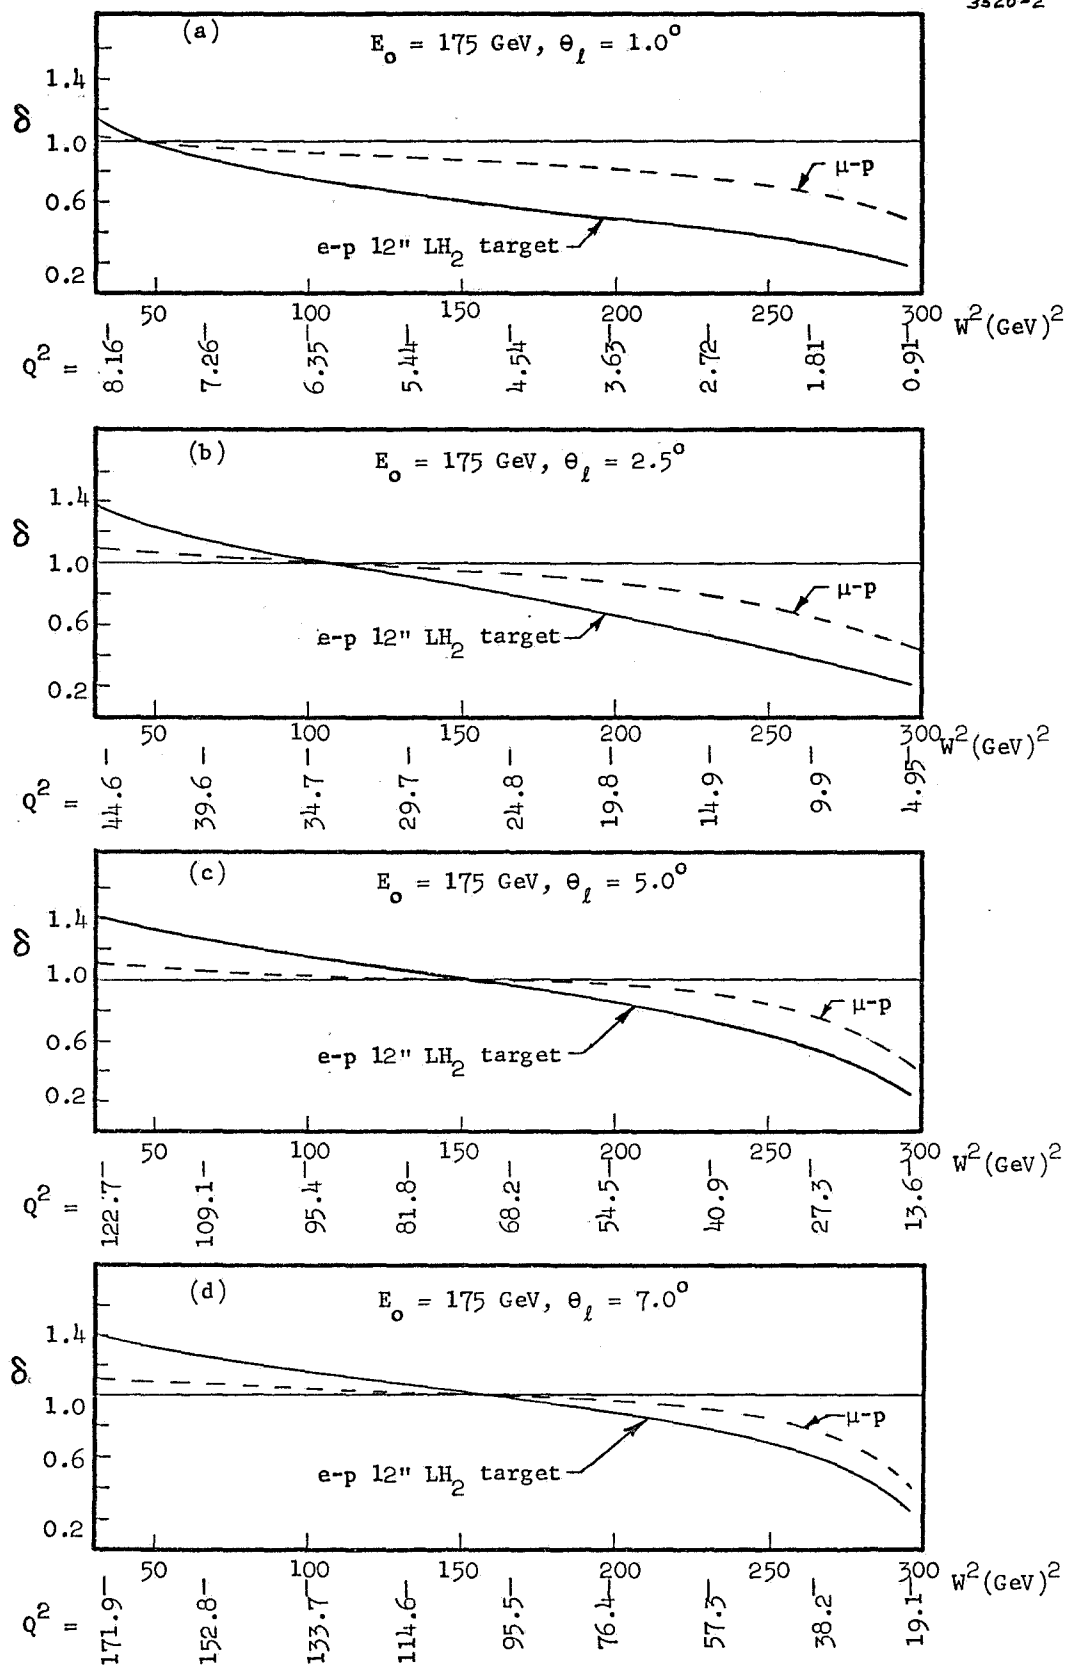 3520-2
(a)
E₀ = 175 GeV, θ_ℓ = 1.0°
δ
1.4
1.0
0.6
0.2
μ-p
e-p 12" LH₂ target
50 100 150 200 250 300 W²(GeV)²
Q² = 8.16 7.26 6.35 5.44 4.54 3.63 2.72 1.81 0.91
(b)
E₀ = 175 GeV, θ_ℓ = 2.5°
δ
1.4
1.0
0.6
0.2
μ-p
e-p 12" LH₂ target
50 100 150 200 250 300 W²(GeV)²
Q² = 44.6 39.6 34.7 29.7 24.8 19.8 14.9 9.9 4.95
(c)
E₀ = 175 GeV, θ_ℓ = 5.0°
δ
1.4
1.0
0.6
0.2
μ-p
e-p 12" LH₂ target
50 100 150 200 250 300 W²(GeV)²
Q² = 122.7 109.1 95.4 81.8 68.2 54.5 40.9 27.3 13.6
(d)
E₀ = 175 GeV, θ_ℓ = 7.0°
δ
1.4
1.0
0.6
0.2
μ-p
e-p 12" LH₂ target
50 100 150 200 250 300 W²(GeV)²
Q² = 171.9 152.8 133.7 114.6 95.5 76.4 57.3 38.2 19.1